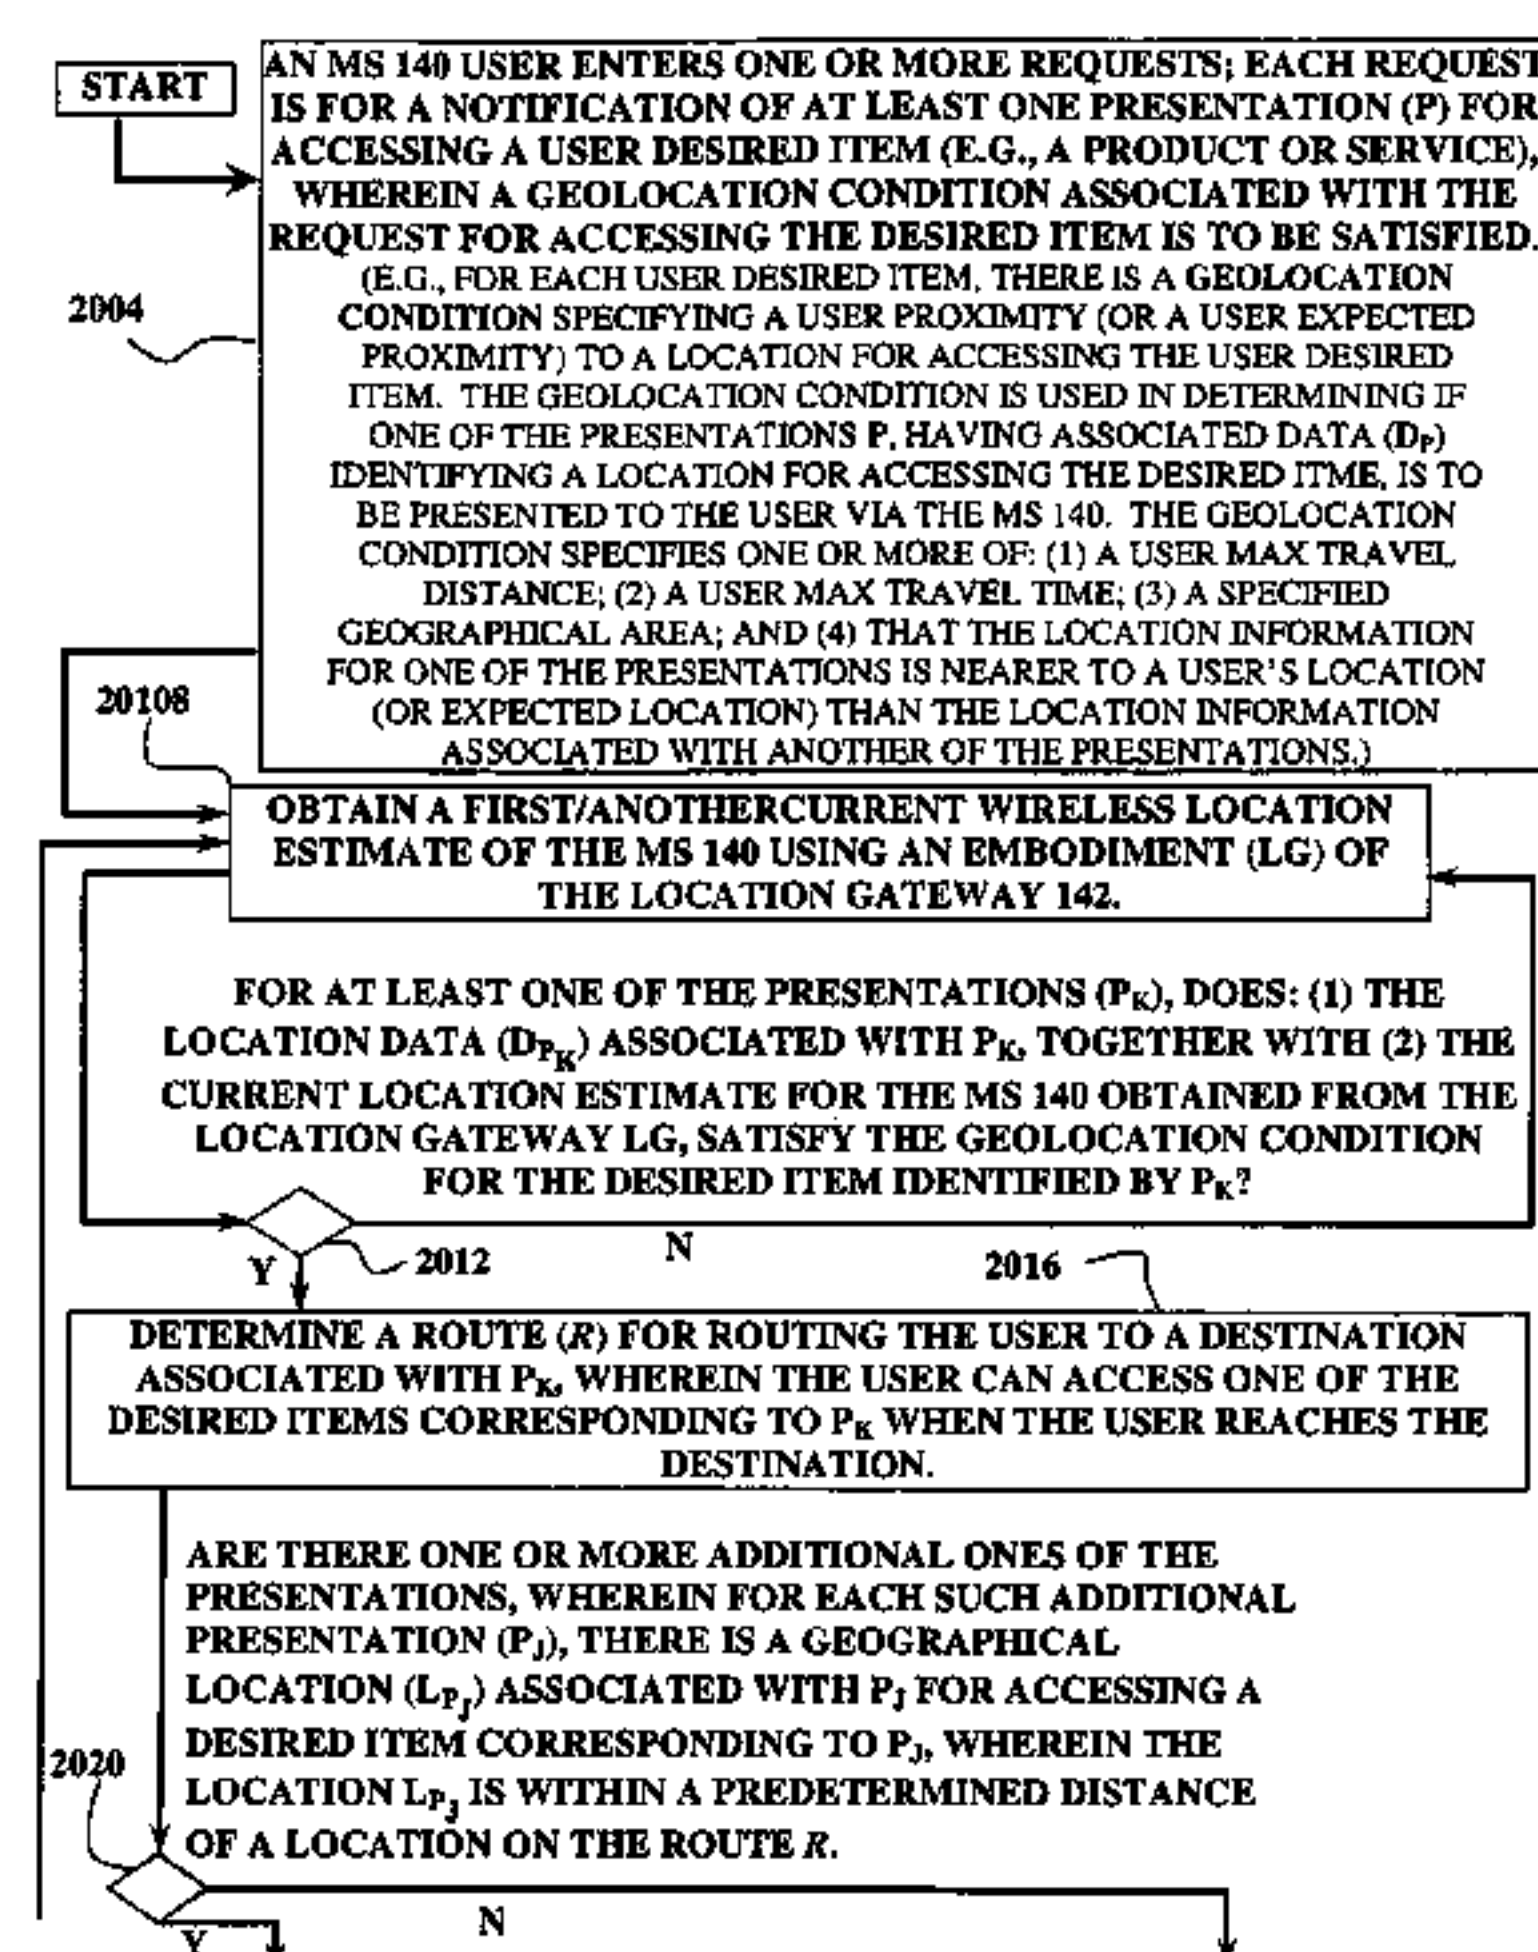 START
AN MS 140 USER ENTERS ONE OR MORE REQUESTS; EACH REQUEST
IS FOR A NOTIFICATION OF AT LEAST ONE PRESENTATION (P) FOR
ACCESSING A USER DESIRED ITEM (E.G., A PRODUCT OR SERVICE),
WHEREIN A GEOLOCATION CONDITION ASSOCIATED WITH THE
REQUEST FOR ACCESSING THE DESIRED ITEM IS TO BE SATISFIED.
(E.G., FOR EACH USER DESIRED ITEM, THERE IS A GEOLOCATION
CONDITION SPECIFYING A USER PROXIMITY (OR A USER EXPECTED
PROXIMITY) TO A LOCATION FOR ACCESSING THE USER DESIRED
ITEM. THE GEOLOCATION CONDITION IS USED IN DETERMINING IF
ONE OF THE PRESENTATIONS P, HAVING ASSOCIATED DATA (DP)
IDENTIFYING A LOCATION FOR ACCESSING THE DESIRED ITME, IS TO
BE PRESENTED TO THE USER VIA THE MS 140. THE GEOLOCATION
CONDITION SPECIFIES ONE OR MORE OF: (1) A USER MAX TRAVEL
DISTANCE; (2) A USER MAX TRAVEL TIME; (3) A SPECIFIED
GEOGRAPHICAL AREA; AND (4) THAT THE LOCATION INFORMATION
FOR ONE OF THE PRESENTATIONS IS NEARER TO A USER'S LOCATION
(OR EXPECTED LOCATION) THAN THE LOCATION INFORMATION
ASSOCIATED WITH ANOTHER OF THE PRESENTATIONS.)
2004
20108
OBTAIN A FIRST/ANOTHERCURRENT WIRELESS LOCATION
ESTIMATE OF THE MS 140 USING AN EMBODIMENT (LG) OF
THE LOCATION GATEWAY 142.
FOR AT LEAST ONE OF THE PRESENTATIONS (PK), DOES: (1) THE
LOCATION DATA (DPK) ASSOCIATED WITH PK, TOGETHER WITH (2) THE
CURRENT LOCATION ESTIMATE FOR THE MS 140 OBTAINED FROM THE
LOCATION GATEWAY LG, SATISFY THE GEOLOCATION CONDITION
FOR THE DESIRED ITEM IDENTIFIED BY PK?
N
Y
2012
2016
DETERMINE A ROUTE (R) FOR ROUTING THE USER TO A DESTINATION
ASSOCIATED WITH PK, WHEREIN THE USER CAN ACCESS ONE OF THE
DESIRED ITEMS CORRESPONDING TO PK WHEN THE USER REACHES THE
DESTINATION.
ARE THERE ONE OR MORE ADDITIONAL ONES OF THE
PRESENTATIONS, WHEREIN FOR EACH SUCH ADDITIONAL
PRESENTATION (PJ), THERE IS A GEOGRAPHICAL
LOCATION (LPJ) ASSOCIATED WITH PJ FOR ACCESSING A
DESIRED ITEM CORRESPONDING TO PJ, WHEREIN THE
LOCATION LPJ IS WITHIN A PREDETERMINED DISTANCE
OF A LOCATION ON THE ROUTE R.
2020
N
Y